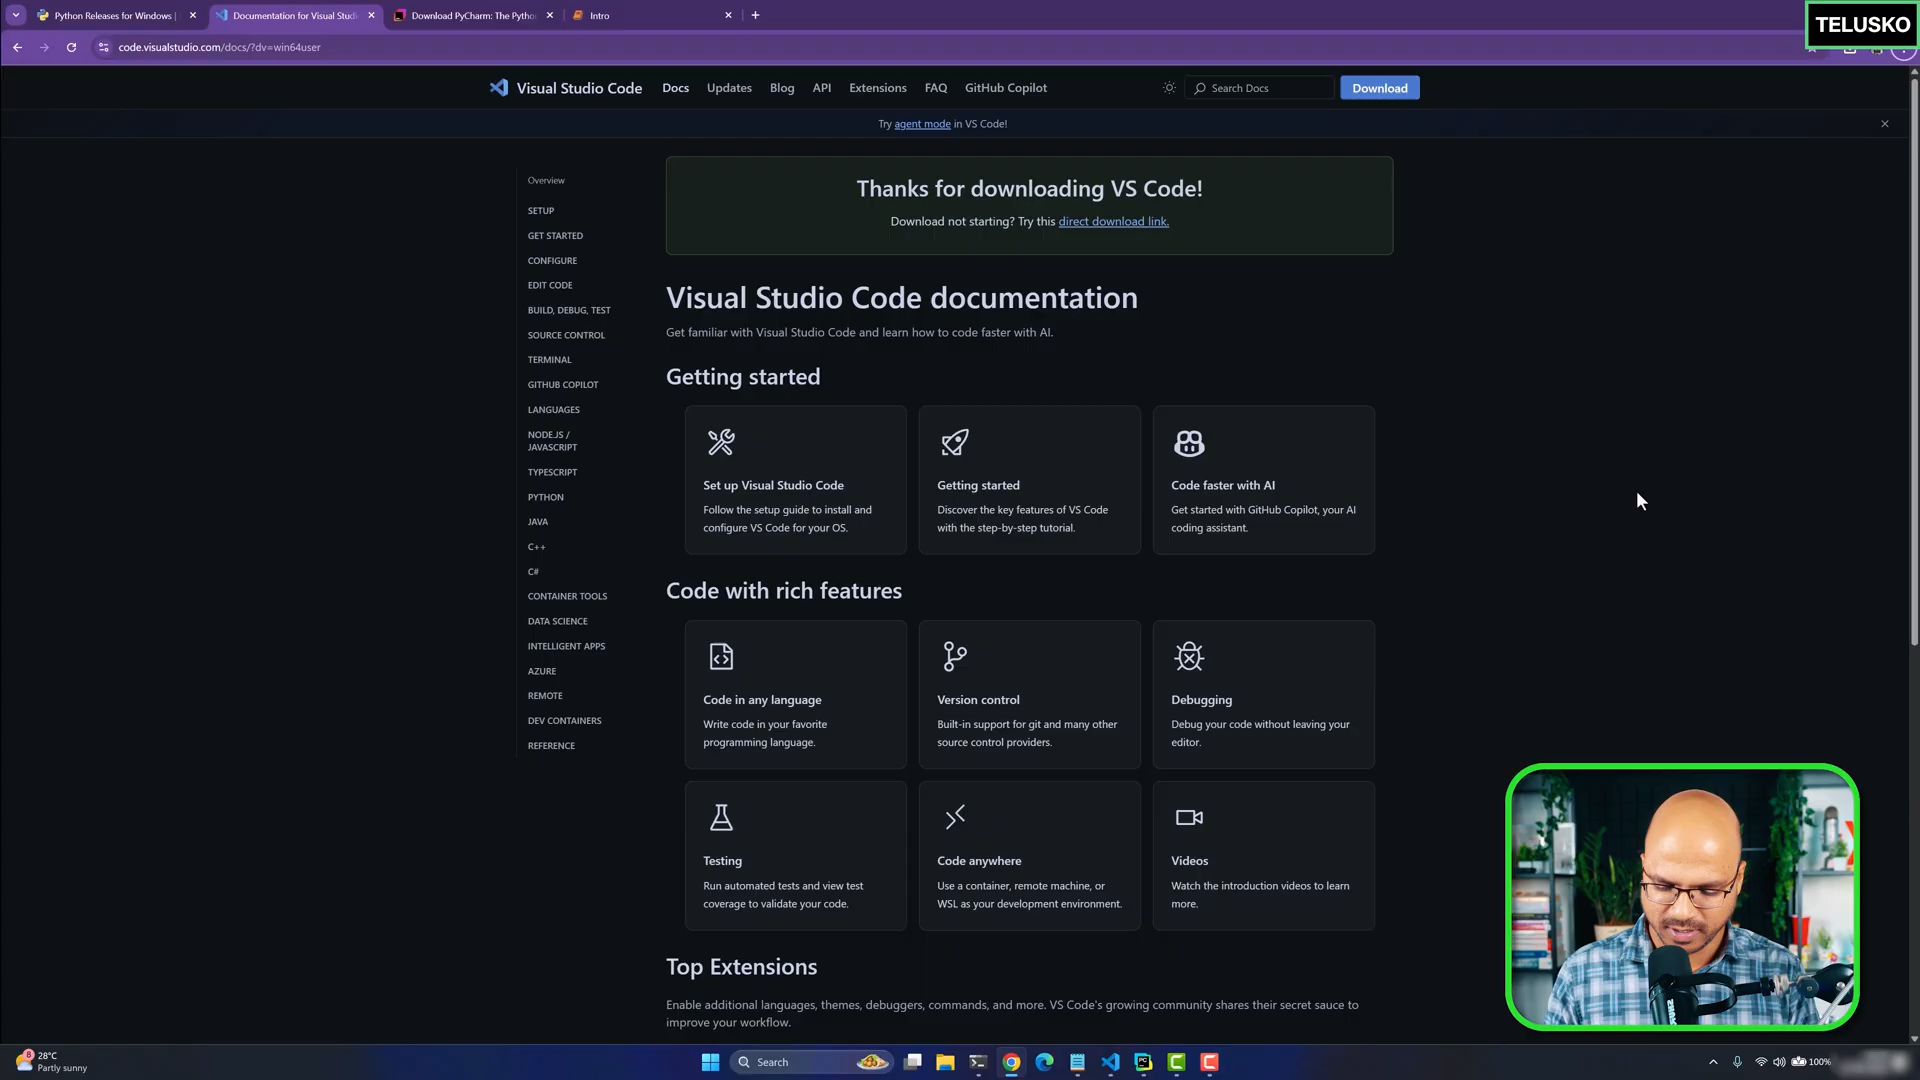 Python Releases for Windows |
Documentation for Visual Studi
Download PyCharm: The Pytho
Intro
TELUSKO
code.visualstudio.com/docs/?dv=win64user
Visual Studio Code
Docs
Updates
Blog
API
Extensions
FAQ
GitHub Copilot
Search Docs
Download
Try agent mode in VS Code!
Overview
SETUP
GET STARTED
CONFIGURE
EDIT CODE
BUILD, DEBUG, TEST
SOURCE CONTROL
TERMINAL
GITHUB COPILOT
LANGUAGES
NODE.JS /
JAVASCRIPT
TYPESCRIPT
PYTHON
JAVA
C++
C#
CONTAINER TOOLS
DATA SCIENCE
INTELLIGENT APPS
AZURE
REMOTE
DEV CONTAINERS
REFERENCE
Thanks for downloading VS Code!
Download not starting? Try this direct download link.
Visual Studio Code documentation
Get familiar with Visual Studio Code and learn how to code faster with AI.
Getting started
Set up Visual Studio Code
Follow the setup guide to install and
configure VS Code for your OS.
Getting started
Discover the key features of VS Code
with the step-by-step tutorial.
Code faster with AI
Get started with GitHub Copilot, your AI
coding assistant.
Code with rich features
Code in any language
Write code in your favorite
programming language.
Version control
Built-in support for git and many other
source control providers.
Debugging
Debug your code without leaving your
editor.
Testing
Run automated tests and view test
coverage to validate your code.
Code anywhere
Use a container, remote machine, or
WSL as your development environment.
Videos
Watch the introduction videos to learn
more.
Top Extensions
Enable additional languages, themes, debuggers, commands, and more. VS Code's growing community shares their secret sauce to
improve your workflow.
28°C
Partly sunny
Search
100%